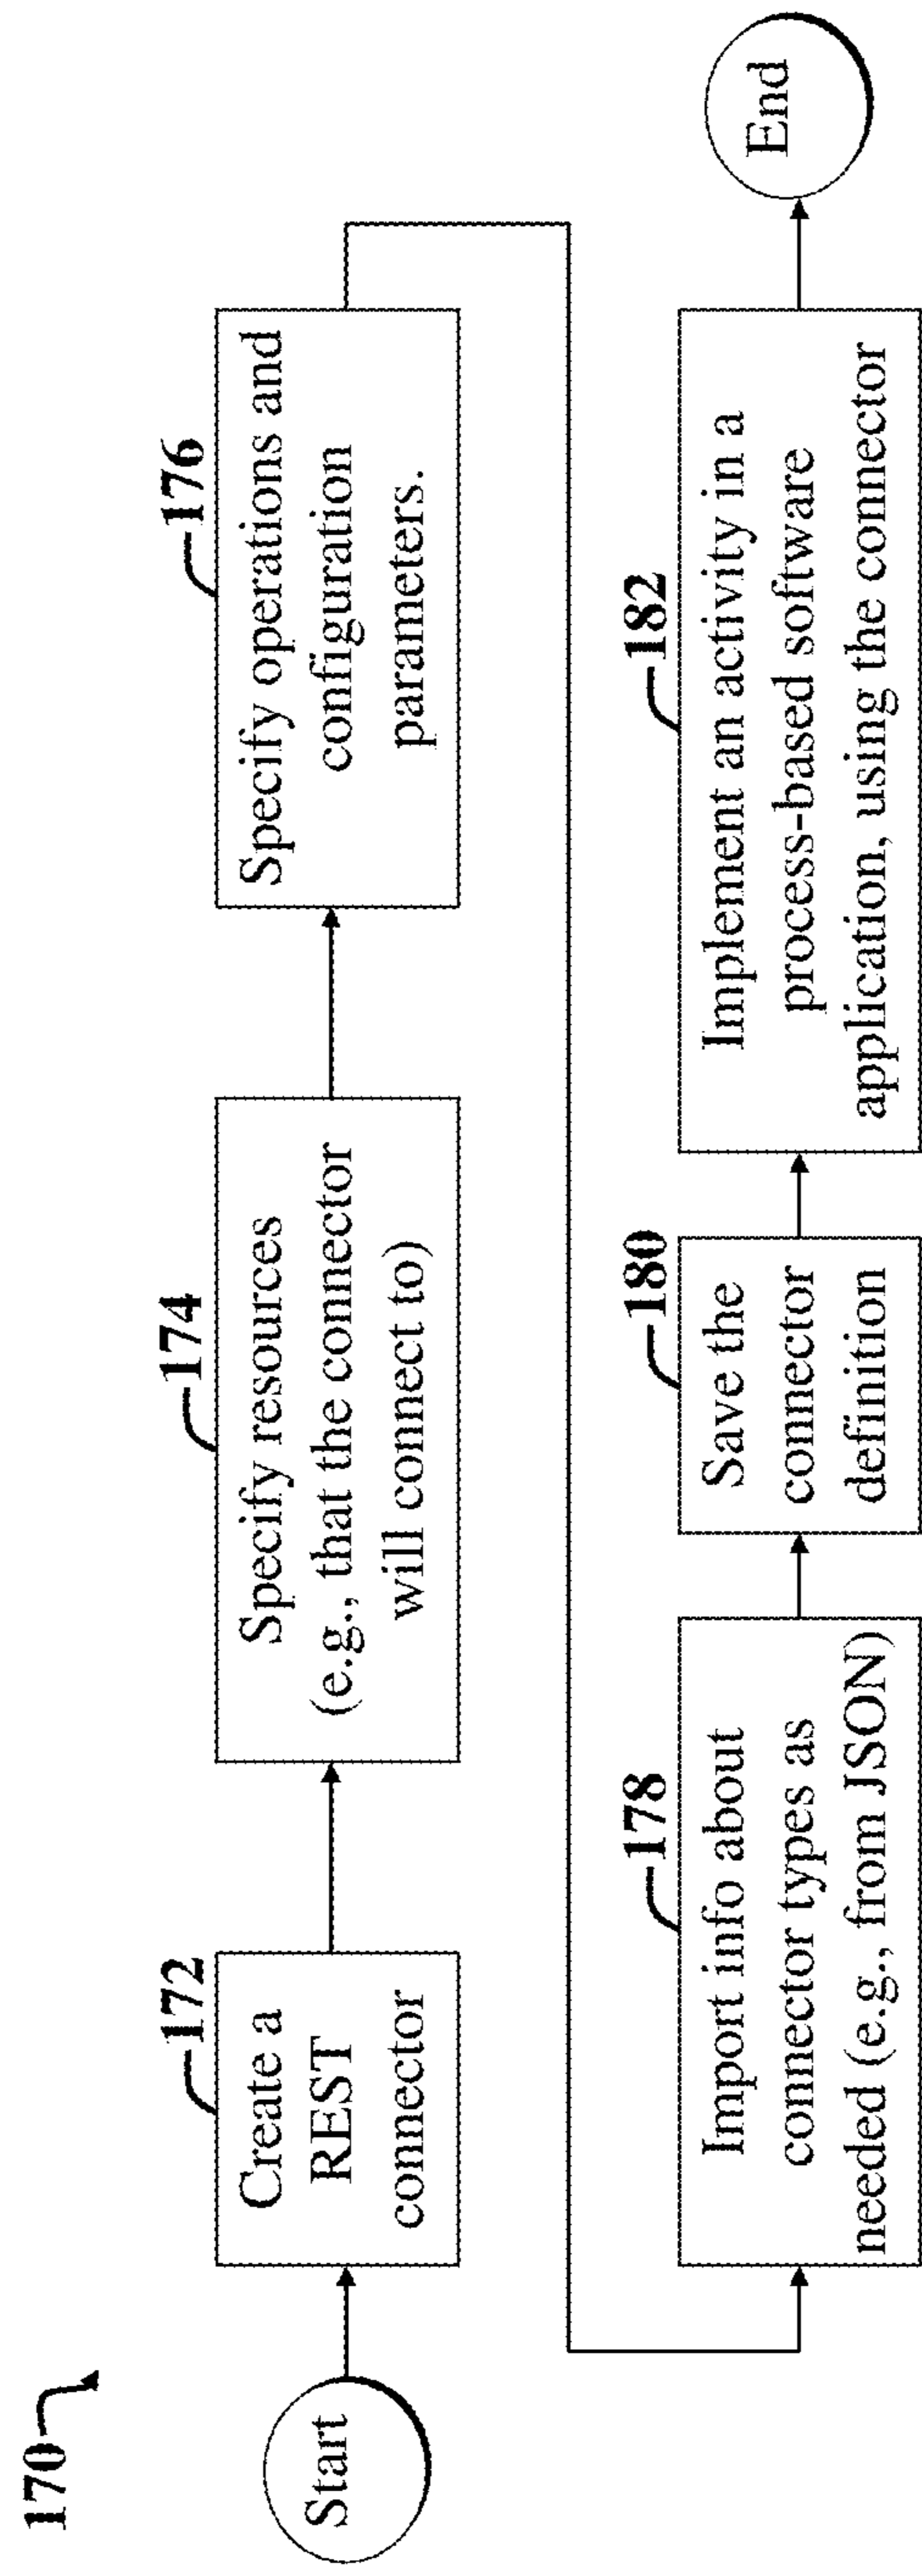 170
Start
172
Create a
REST
connector
174
Specify resources
(e.g., that the connector
will connect to)
176
Specify operations and
configuration
parameters.
178
Import info about
connector types as
needed (e.g., from JSON)
180
Save the
connector
definition
182
Implement an activity in a
process-based software
application, using the connector
End